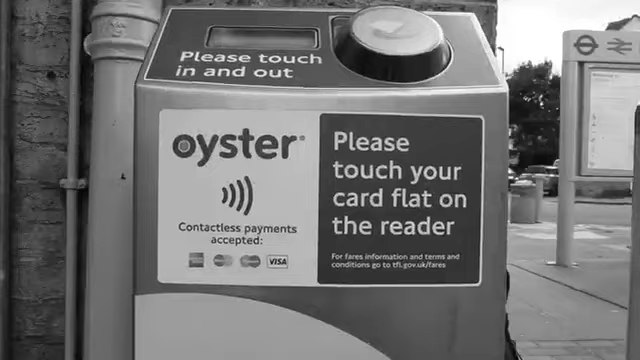 Please touch
in and out
oyster
Contactless payments
accepted:
VISA
Please
touch your
card flat on
the reader
For fares information and terms and
conditions go to tfl.gov.uk/fares